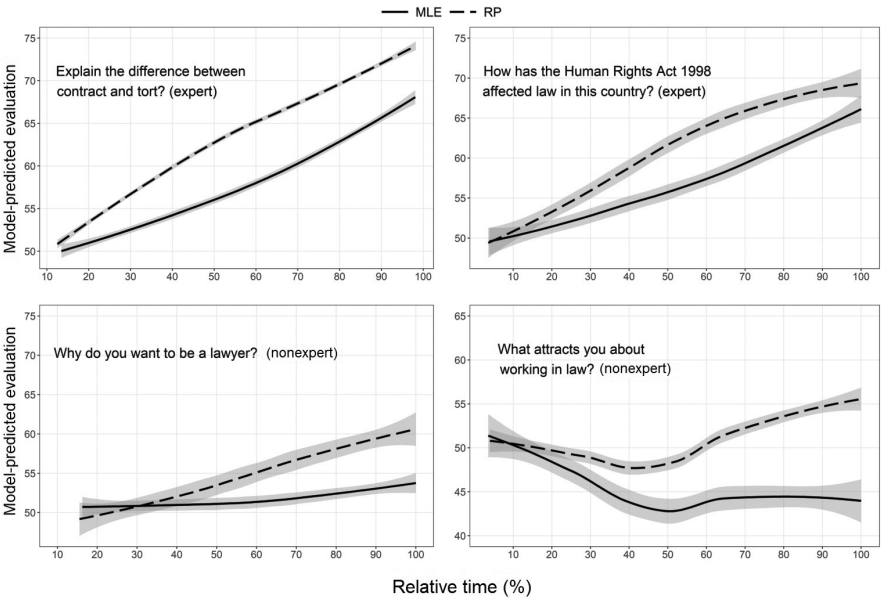 MLE RP
Model-predicted evaluation
75
70
65
60
55
50
Explain the difference between
contract and tort? (expert)
10 20 30 40 50 60 70 80 90 100
70
65
60
55
50
75
How has the Human Rights Act 1998
affected law in this country? (expert)
10 20 30 40 50 60 70 80 90 100
Model-predicted evaluation
75
70
65
60
55
50
Why do you want to be a lawyer? (nonexpert)
10 20 30 40 50 60 70 80 90 100
65
60
55
50
45
40
What attracts you about
working in law? (nonexpert)
10 20 30 40 50 60 70 80 90 100
Relative time (%)